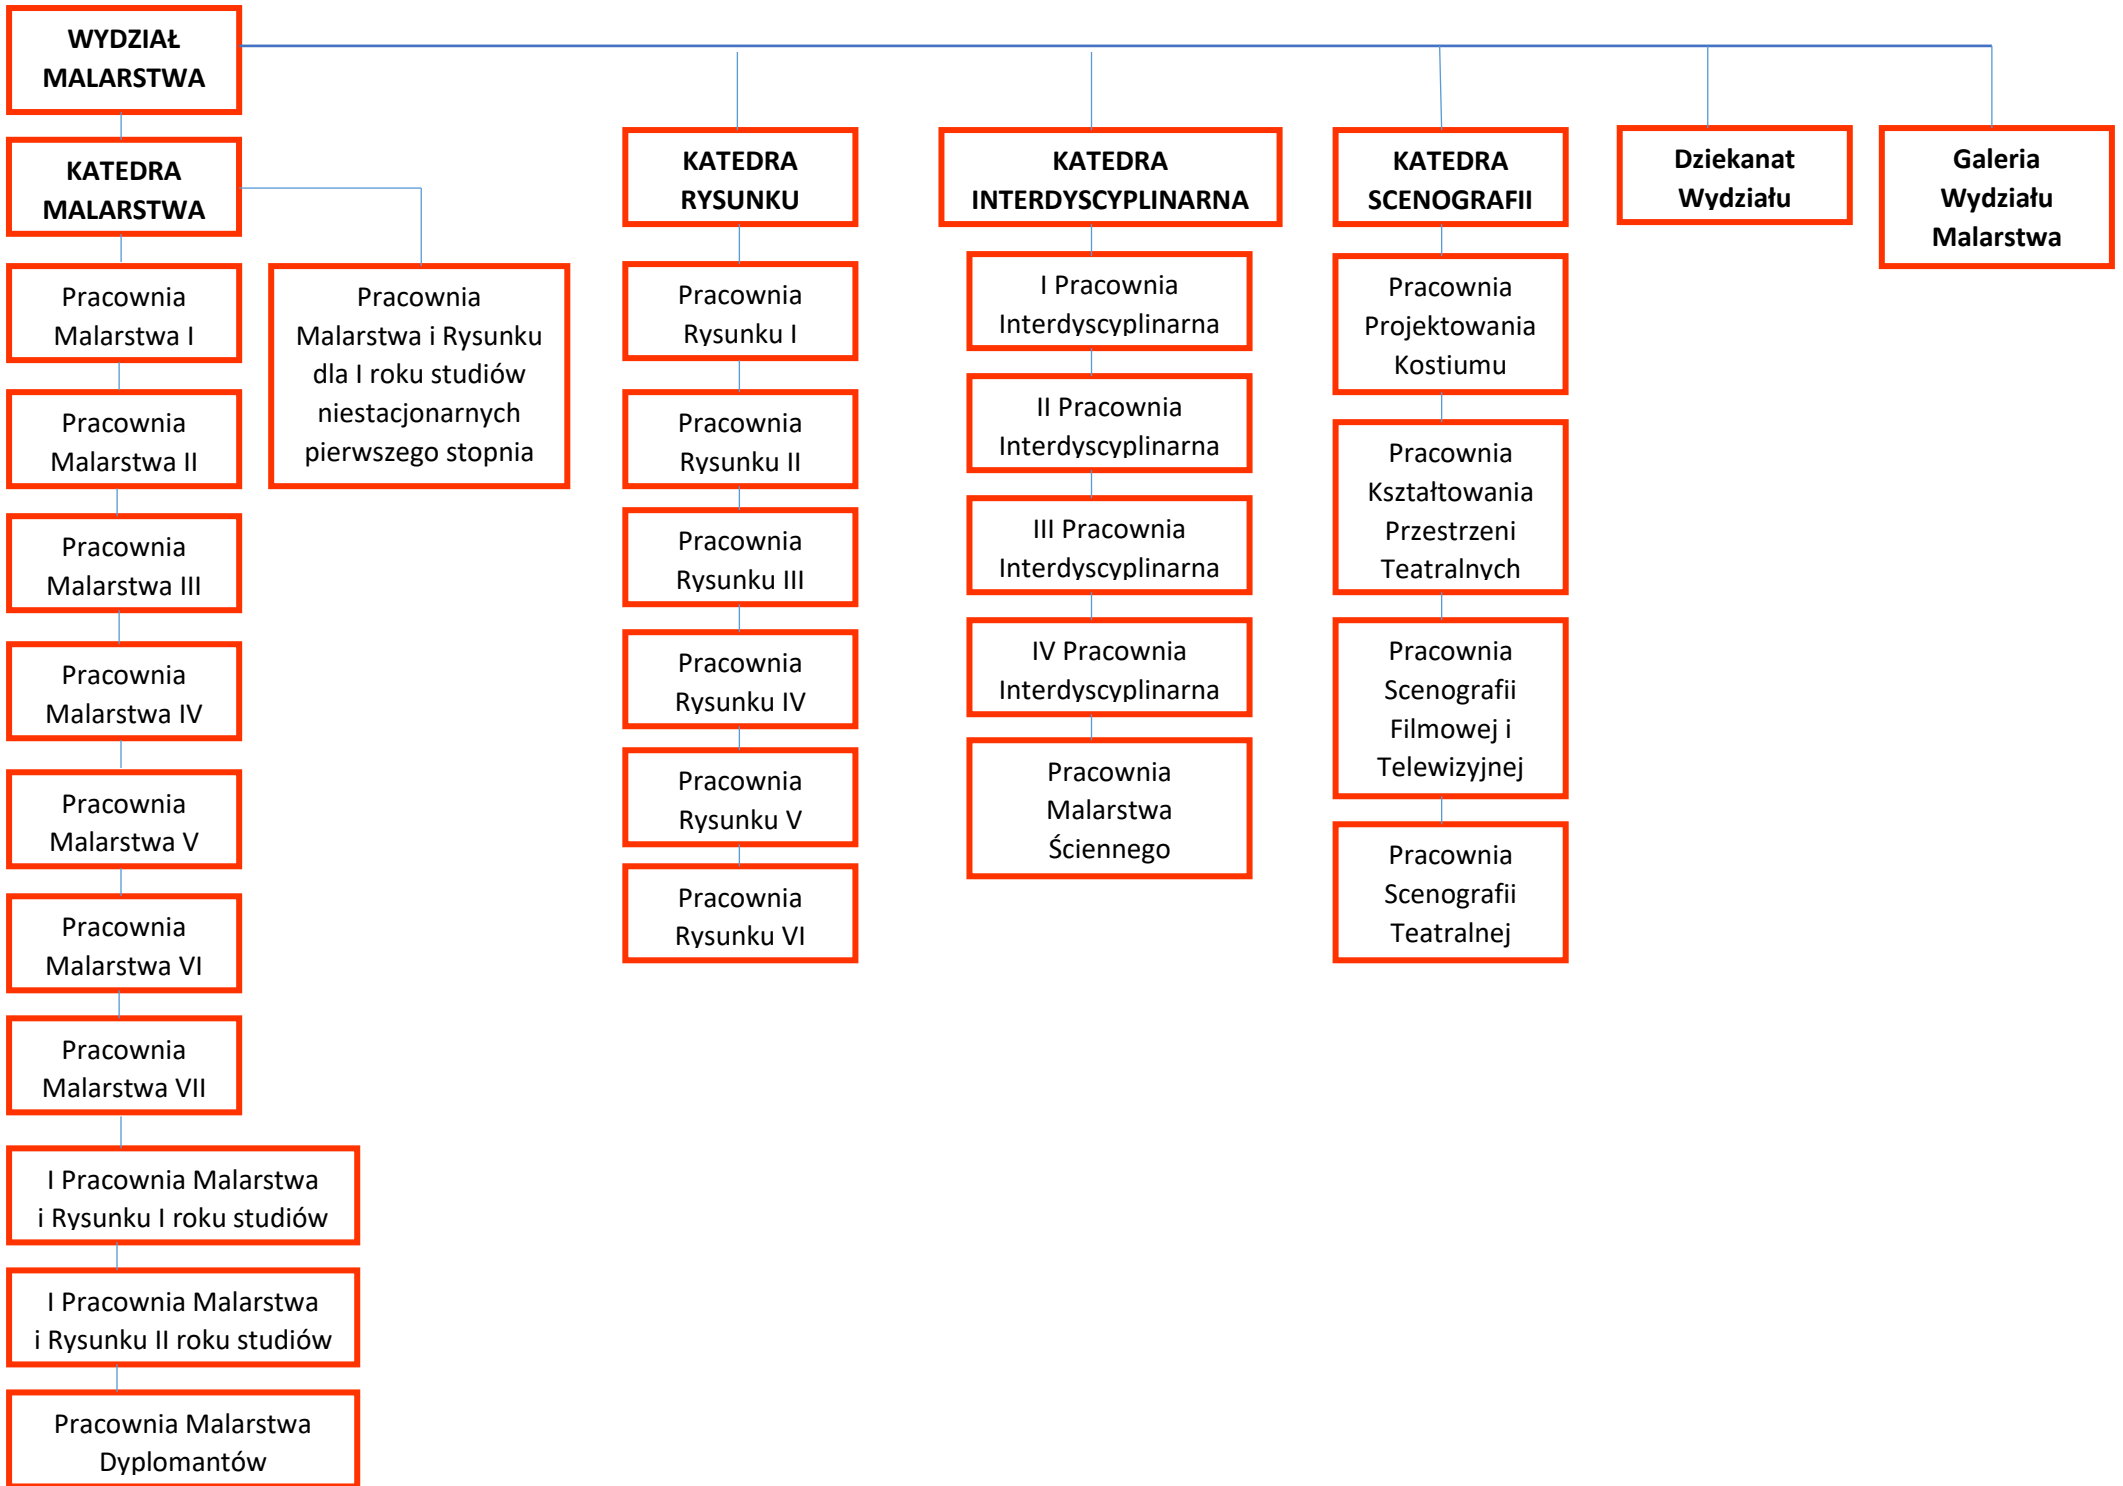 WYDZIAŁ
MALARSTWA
KATEDRA
MALARSTWA
Pracownia
Malarstwa I
Pracownia
Malarstwa II
Pracownia
Malarstwa III
Pracownia
Malarstwa IV
Pracownia
Malarstwa V
Pracownia
Malarstwa VI
Pracownia
Malarstwa VII
I Pracownia Malarstwa
i Rysunku I roku studiów
I Pracownia Malarstwa
i Rysunku II roku studiów
Pracownia Malarstwa
Dyplomantów
Pracownia
Malarstwa i Rysunku
dla I roku studiów
niestacjonarnych
pierwszego stopnia
KATEDRA
RYSUNKU
Pracownia
Rysunku I
Pracownia
Rysunku II
Pracownia
Rysunku III
Pracownia
Rysunku IV
Pracownia
Rysunku V
Pracownia
Rysunku VI
KATEDRA
INTERDYSCYPLINARNA
I Pracownia
Interdyscyplinarna
II Pracownia
Interdyscyplinarna
III Pracownia
Interdyscyplinarna
IV Pracownia
Interdyscyplinarna
Pracownia
Malarstwa
Ściennego
KATEDRA
SCENOGRAFII
Pracownia
Projektowania
Kostiumu
Pracownia
Kształtowania
Przestrzeni
Teatralnych
Pracownia
Scenografii
Filmowej i
Telewizyjnej
Pracownia
Scenografii
Teatralnej
Dziekanat
Wydziału
Galeria
Wydziału
Malarstwa